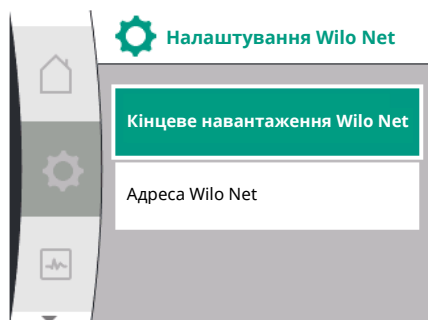 Налаштування Wilo Net
Кінцеве навантаження Wilo Net
Адреса Wilo Net